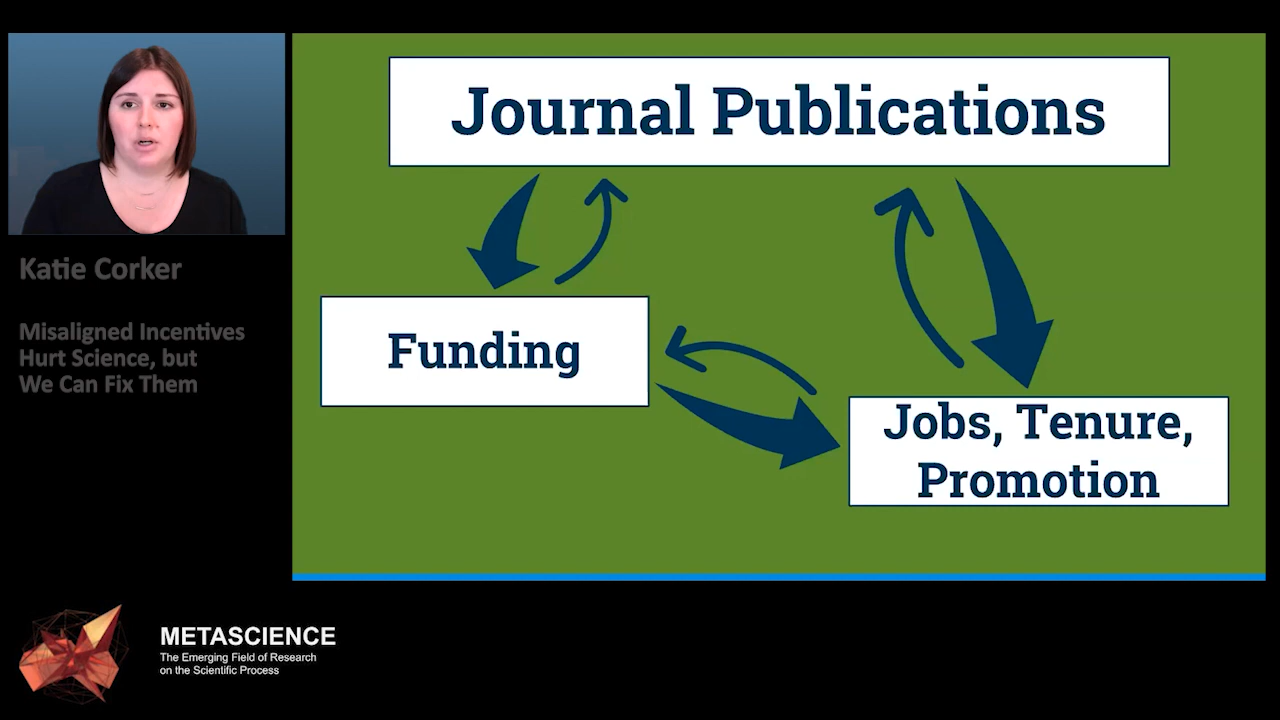 Journal Publications
Funding
Jobs, Tenure,
Promotion
Katie Corker
Misaligned Incentives
Hurt Science, but
We Can Fix Them
METASCIENCE
The Emerging Field of Research
on the Scientific Process